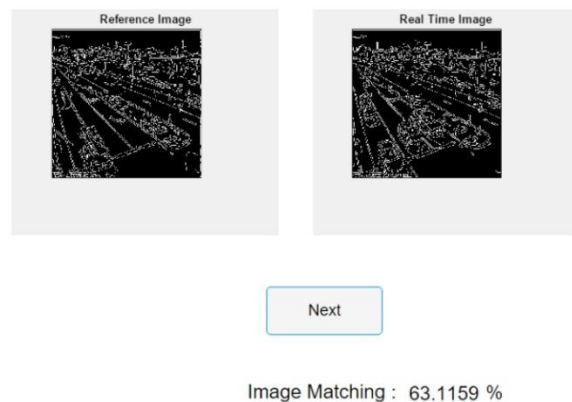 Reference Image
Real Time Image
Next
Image Matching : 63.1159 %